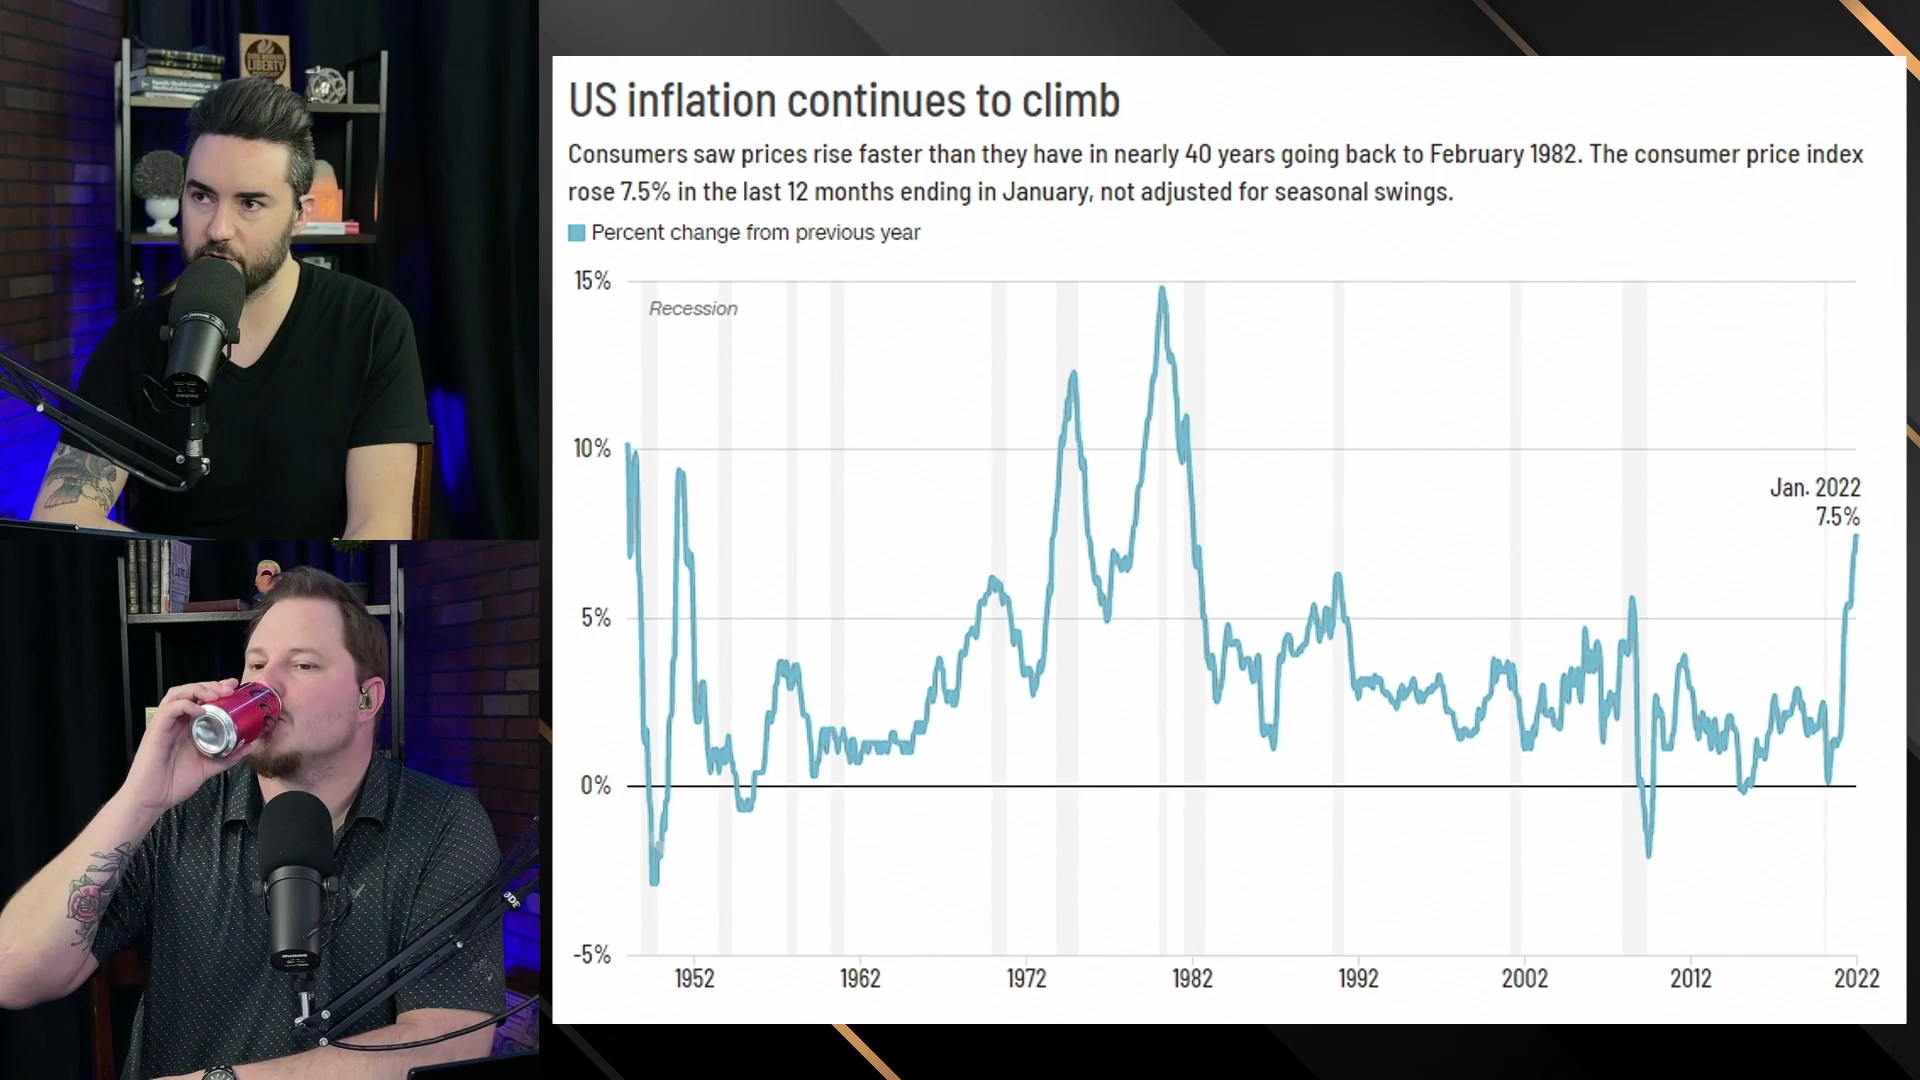 US inflation continues to climb
Consumers saw prices rise faster than they have in nearly 40 years going back to February 1982. The consumer price index
rose 7.5% in the last 12 months ending in January, not adjusted for seasonal swings.
Percent change from previous year
15%
Recession
10%
Jan. 2022
7.5%
5%
0%
-5%
1952 1962 1972 1982 1992 2002 2012 2022
LIBERTY